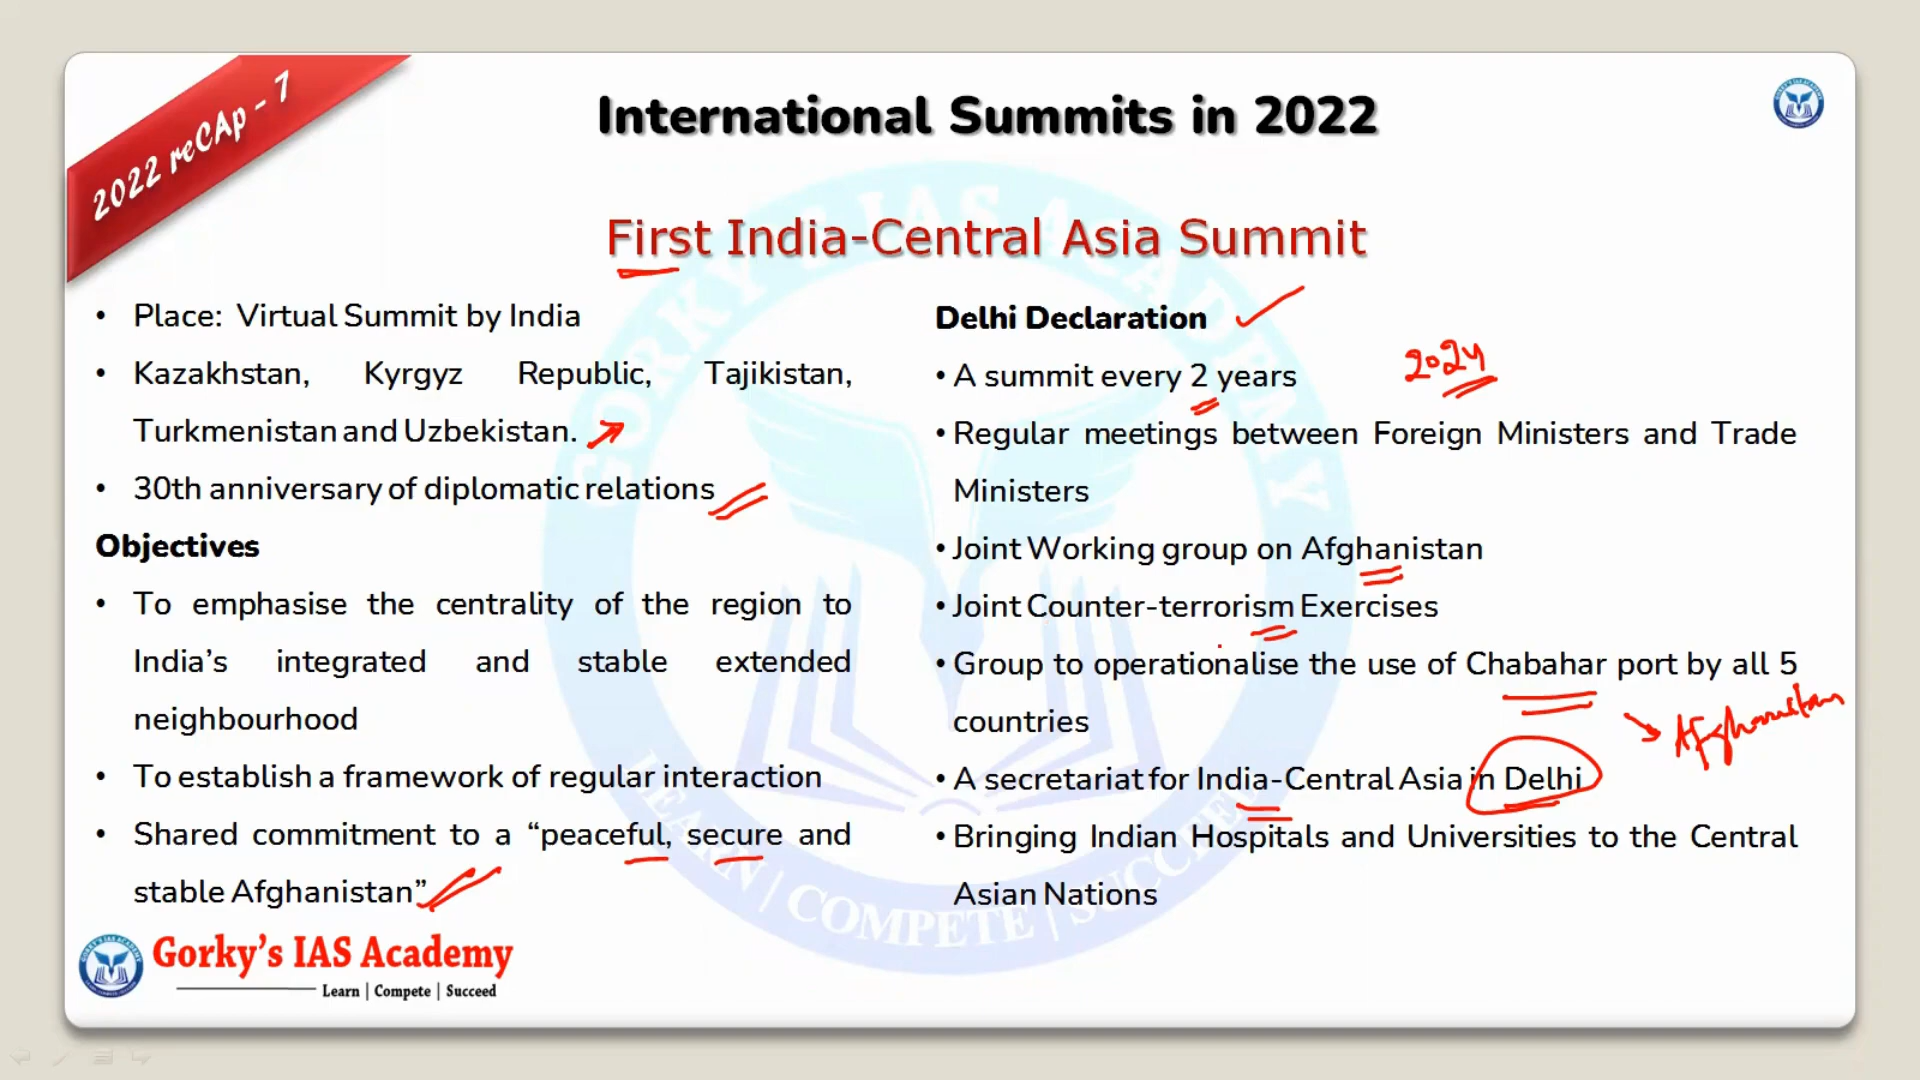 2022 reCAp - 7
International Summits in 2022
First India-Central Asia Summit
• Place: Virtual Summit by India
• Kazakhstan, Kyrgyz Republic, Tajikistan,
Turkmenistan and Uzbekistan.
• 30th anniversary of diplomatic relations
Objectives
• To emphasise the centrality of the region to
India’s integrated and stable extended
neighbourhood
• To establish a framework of regular interaction
• Shared commitment to a “peaceful, secure and
stable Afghanistan”
Delhi Declaration
• A summit every 2 years
2024
• Regular meetings between Foreign Ministers and Trade
Ministers
• Joint Working group on Afghanistan
• Joint Counter-terrorism Exercises
• Group to operationalise the use of Chabahar port by all 5
countries
Afghanistan
• A secretariat for India-Central Asia in Delhi
• Bringing Indian Hospitals and Universities to the Central
Asian Nations
GORKY'S IAS ACADEMY
LEARN | COMPETE | SUCCEED
Gorky’s IAS Academy
Learn | Compete | Succeed